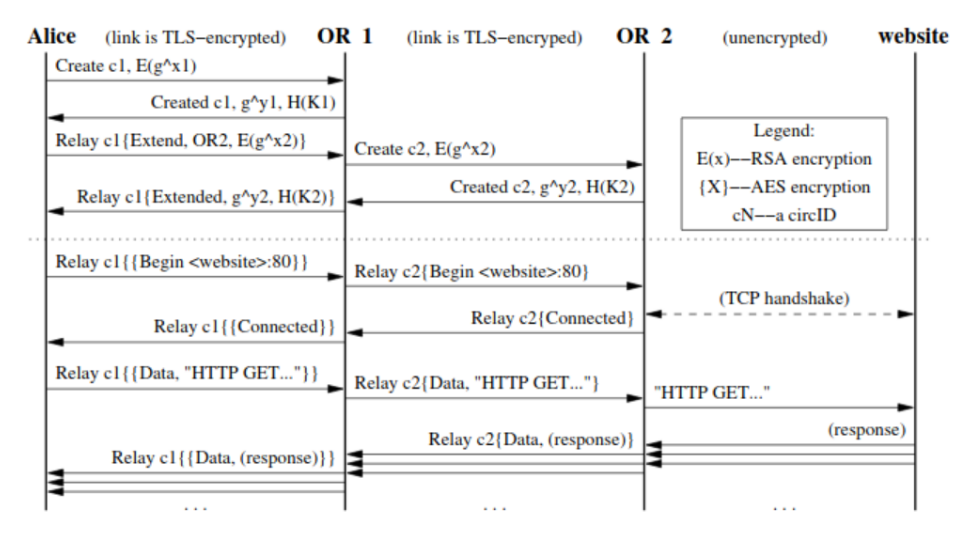 Alice (link is TLS−encrypted) OR 1 (link is TLS−encryped) OR 2 (unencrypted) website
Create c1, E(g^x1)
Created c1, g^y1, H(K1)
Relay c1{Extend, OR2, E(g^x2)}
Create c2, E(g^x2)
Created c2, g^y2, H(K2)
Relay c1{Extended, g^y2, H(K2)}
Legend:
E(x)−−RSA encryption
{X}−−AES encryption
cN−−a circID
Relay c1{{Begin <website>:80}}
Relay c2{Begin <website>:80}
(TCP handshake)
Relay c2{Connected}
Relay c1{{Connected}}
Relay c1{{Data, "HTTP GET..."}}
Relay c2{Data, "HTTP GET..."}
"HTTP GET..."
(response)
Relay c2{Data, (response)}
Relay c1{{Data, (response)}}
. . . . . . . . .